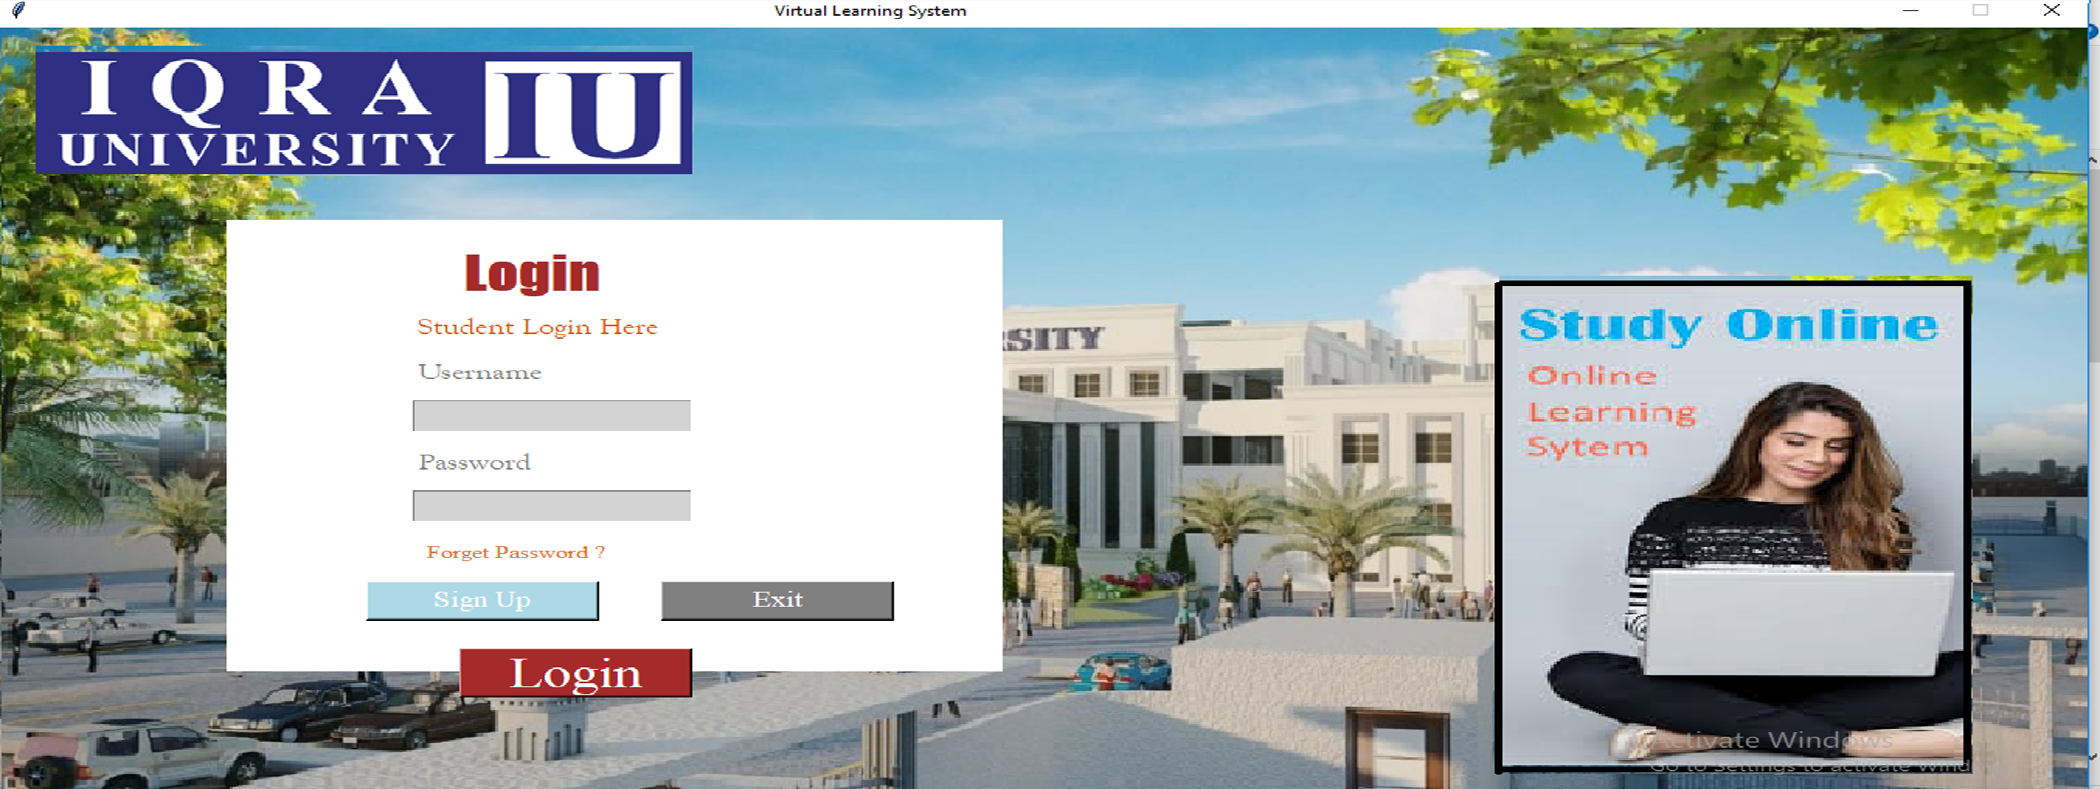 Virtual Learning System
IQRA
UNIVERSITY
IU
Login
Student Login Here
Username
Password
Forget Password ?
Sign Up
Exit
Login
SITY
Study Online
Online
Learning
Sytem
Activate Windows
Go to Settings to activate Wind